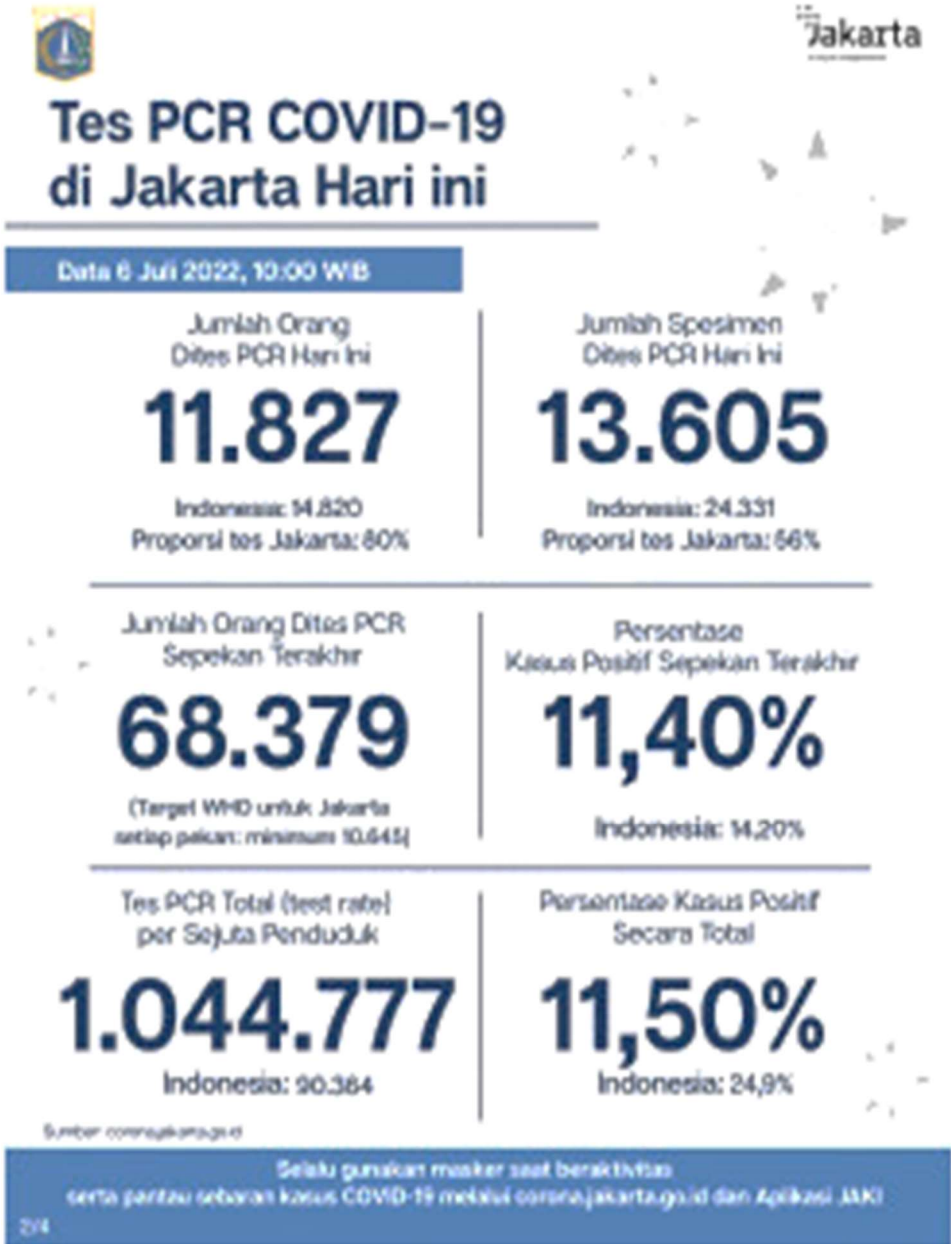 Jakarta
Tes PCR COVID-19
di Jakarta Hari ini
Data 6 Juli 2022, 10:00 WIB
Jumlah Orang
Dites PCR Hari Ini
11.827
Indonesia: 14.820
Proporsi tes Jakarta: 80%
Jumlah Spesimen
Dites PCR Hari Ini
13.605
Indonesia: 24.331
Proporsi tes Jakarta: 56%
Jumlah Orang Dites PCR
Sepekan Terakhir
68.379
(Target WHO untuk Jakarta
setiap pekan: minimum 10.645)
Persentase
Kasus Positif Sepekan Terakhir
11,40%
Indonesia: 14,20%
Tes PCR Total (test rate)
per Sejuta Penduduk
1.044.777
Indonesia:
Persentase Kasus Positif
Secara Total
11,50%
Indonesia: 24,9%
Sumber: corona.jakarta.go.id
Selalu gunakan masker saat beraktivitas
serta pantau sebaran kasus COVID-19 melalui corona.jakarta.go.id dan Aplikasi JAKI
2/4